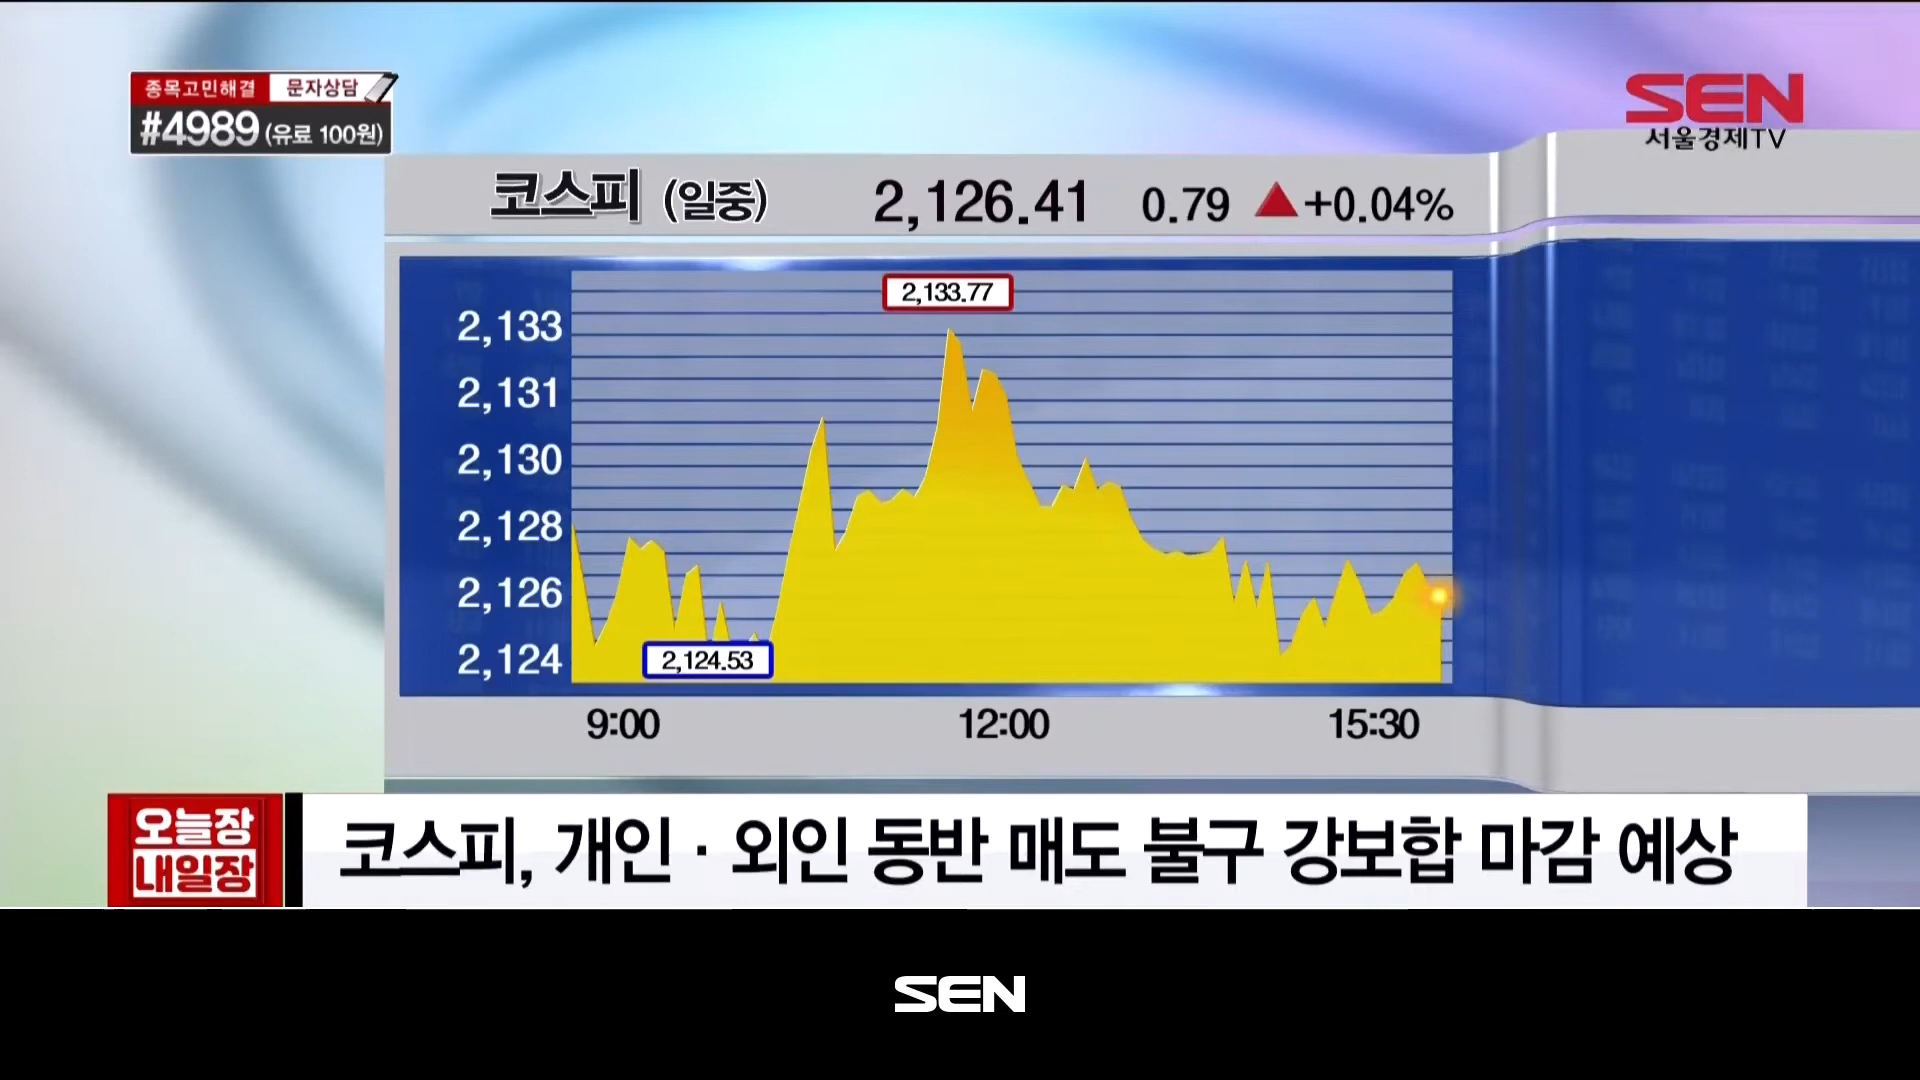 종목고민해결 문자상담
#4989 (유료 100원)
SEN
서울경제TV
코스피 (일중) 2,126.41 0.79 ▲+0.04%
2,133.77
2,133
2,131
2,130
2,128
2,126
2,124
2,124.53
9:00 12:00 15:30
오늘장
내일장
코스피, 개인 · 외인 동반 매도 불구 강보합 마감 예상
SEN